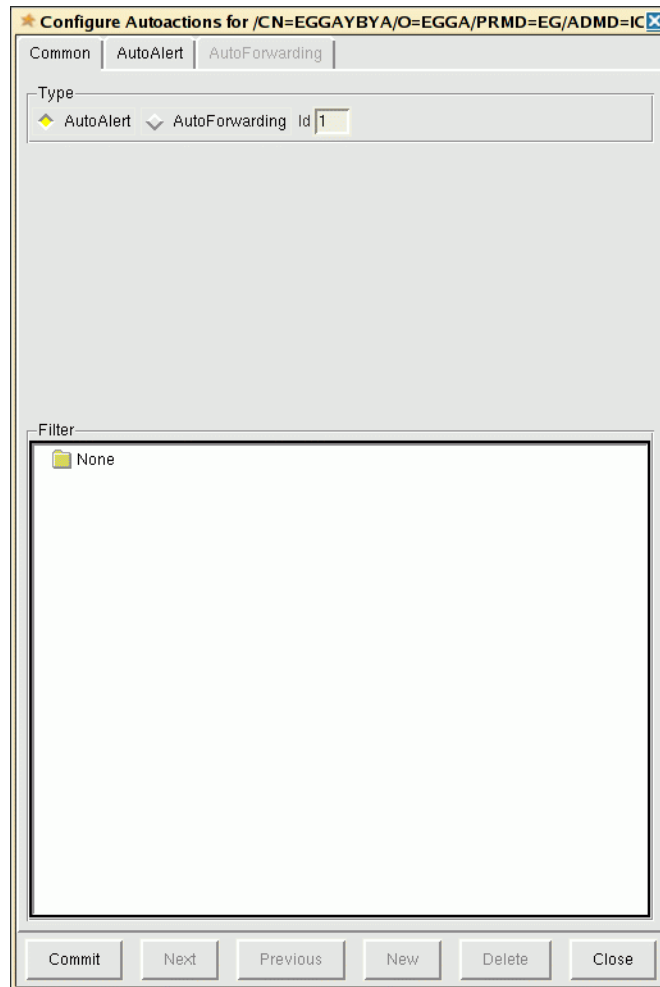 Configure Autoactions for /CN=EGGAYBYA/O=EGGA/PRMD=EG/ADMD=IC
Common AutoAlert AutoForwarding
Type
AutoAlert AutoForwarding Id 1
Filter
None
Commit Next Previous New Delete Close